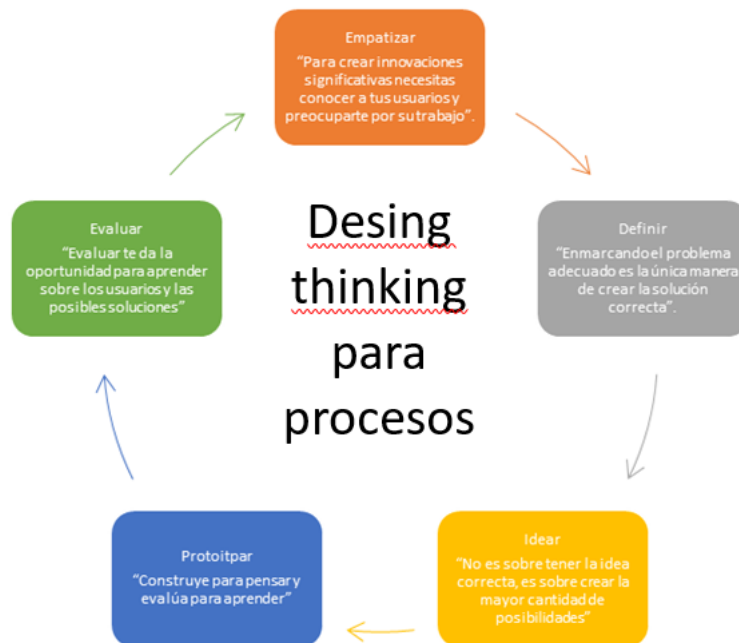 Empatizar
“Para crear innovaciones
significativas necesitas
conocer a tus usuarios y
preocuparte por su trabajo”.
Definir
“Enmarcando el problema
adecuado es la única manera
de crear la solución
correcta”.
Idear
“No es sobre tener la idea
correcta, es sobre crear la
mayor cantidad de
posibilidades”
Protoitpar
“Construye para pensar y
evalúa para aprender”
Evaluar
“Evaluar te da la
oportunidad para aprender
sobre los usuarios y las
posibles soluciones”
Desing
thinking
para
procesos